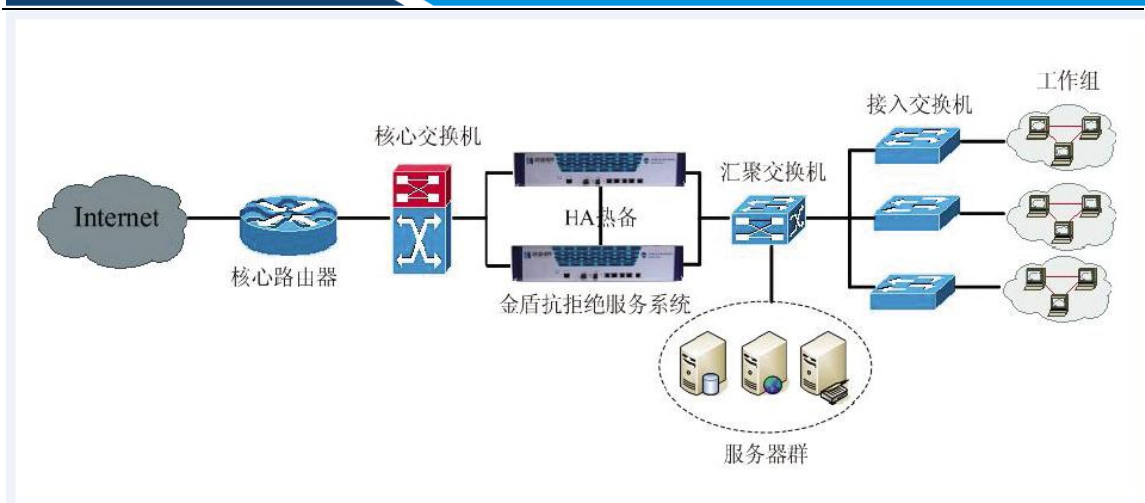 工作组
接入交换机
核心交换机
汇聚交换机
Internet
HA热备
核心路由器
金盾抗拒绝服务系统
服务器群